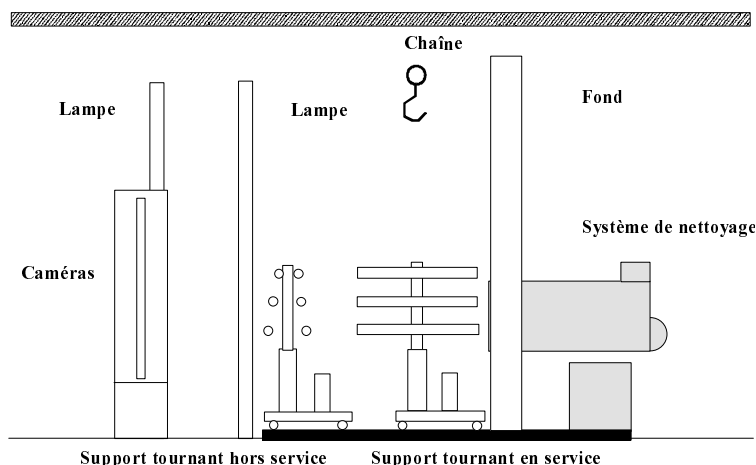 Chaîne
Lampe
Lampe
Fond
Système de nettoyage
Caméras
Support tournant hors service
Support tournant en service